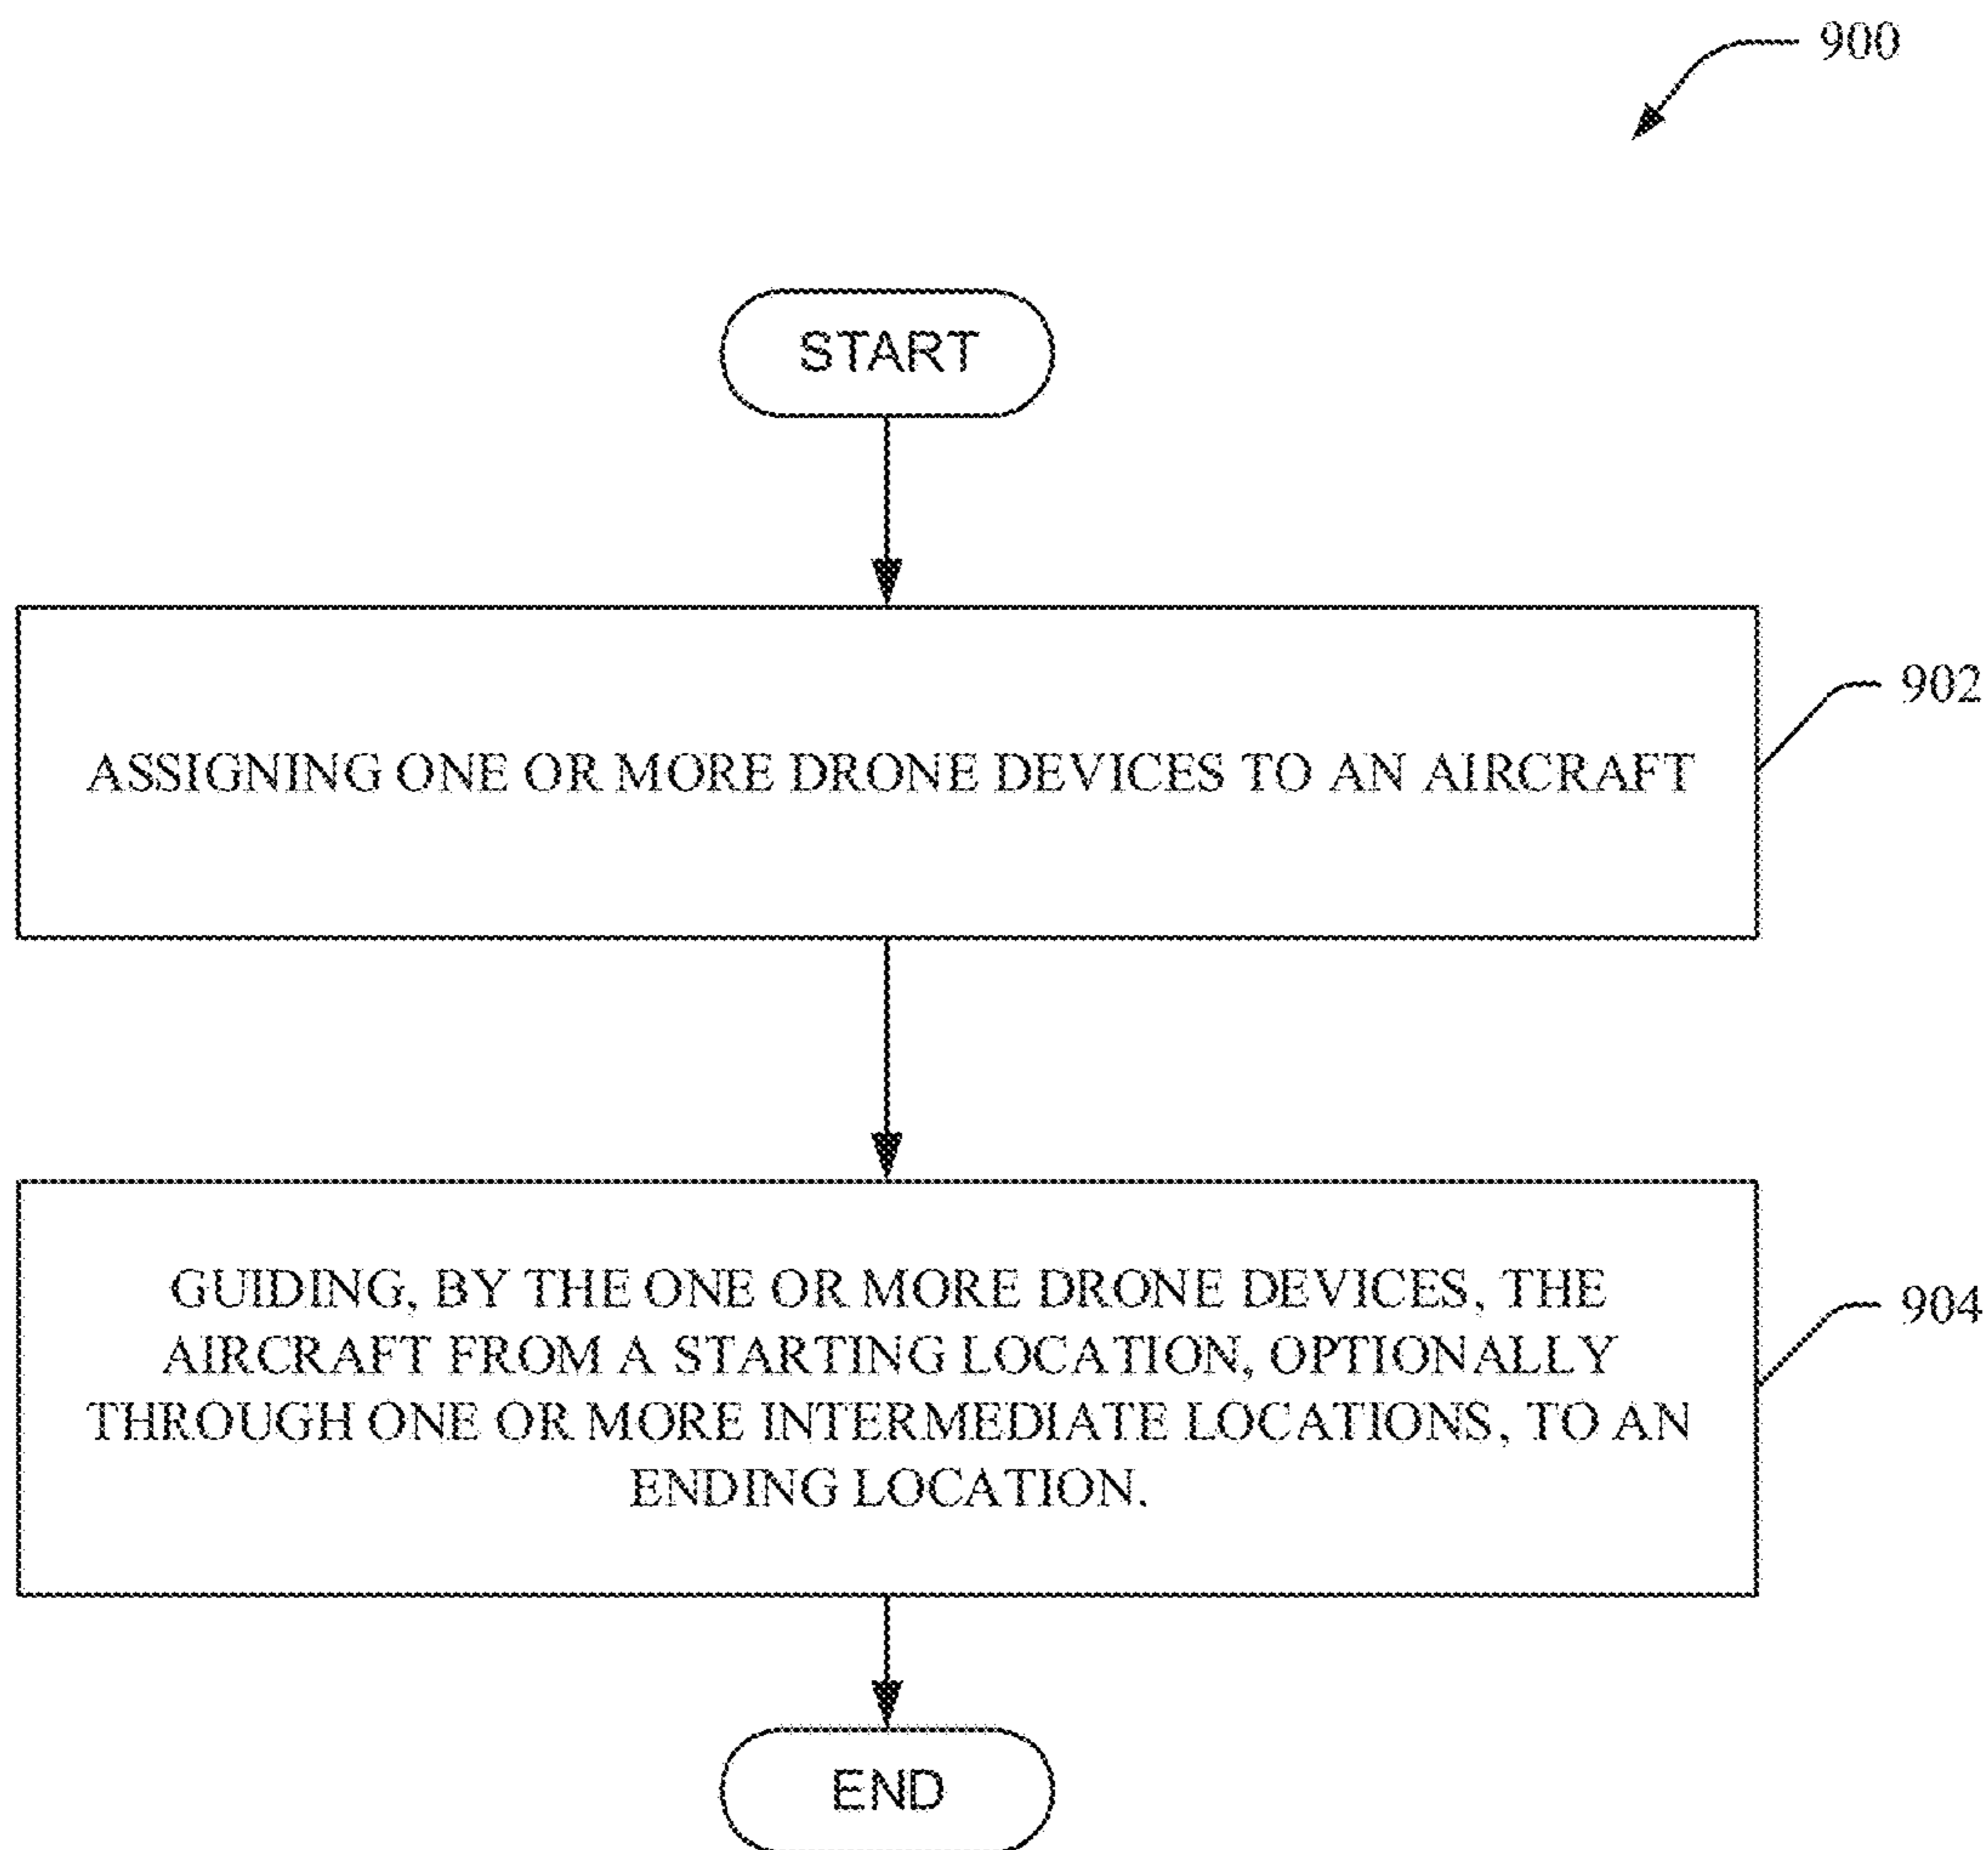 900
START
902
ASSIGNING ONE OR MORE DRONE DEVICES TO AN AIRCRAFT
GUIDING, BY THE ONE OR MORE DRONE DEVICES, THE
904
AIRCRAFT FROM A STARTING LOCATION, OPTIONALLY
THROUGH ONE OR MORE INTERMEDIATE LOCATIONS, TO AN
ENDING LOCATION.
END